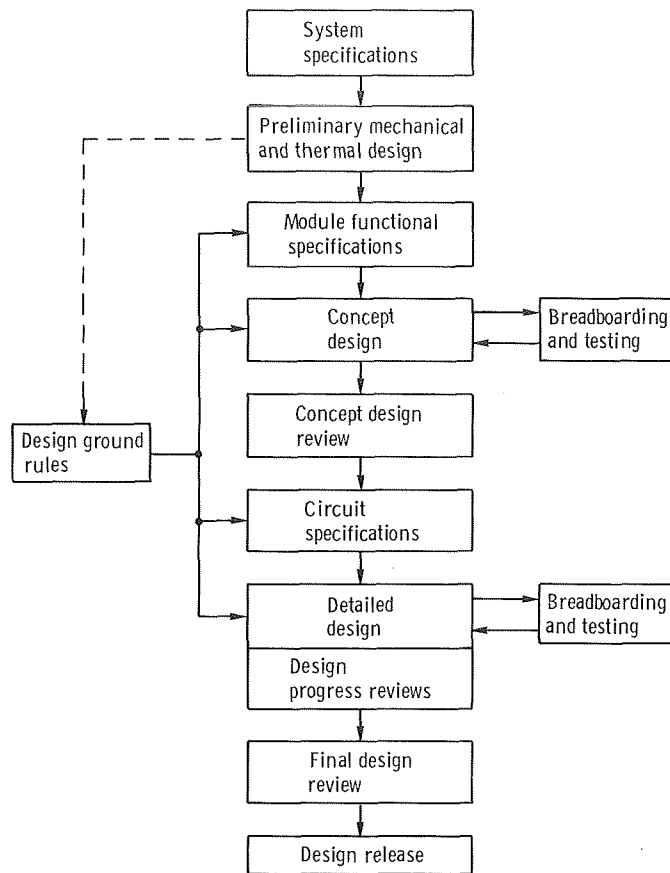 System
specifications
Preliminary mechanical
and thermal design
Module functional
specifications
Concept
design
Breadboarding
and testing
Concept design
review
Design ground
rules
Circuit
specifications
Detailed
design
Breadboarding
and testing
Design
progress reviews
Final design
review
Design release